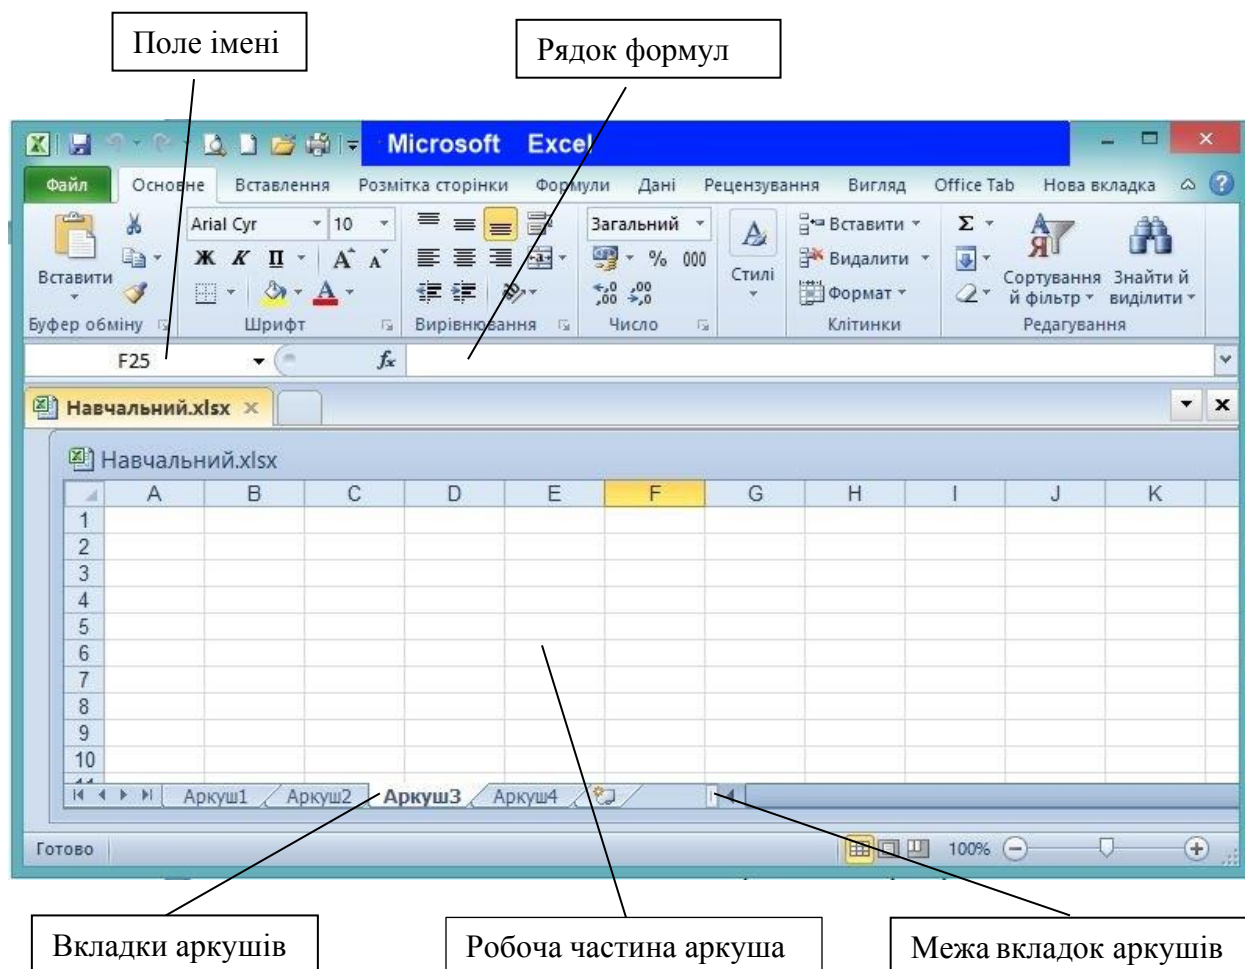 Поле імені
Рядок формул
Microsoft Excel
Файл Основне Вставлення Розмітка сторінки Формули Дані Рецензування Вигляд Office Tab Нова вкладка
Arial Cyr 10 Загальний Вставити Σ
Вставити Ж К П А А % 000 Стилі Видалити Сортування й фільтр Знайти й виділити
Формат
Буфер обміну Шрифт Вирівнювання Число Клітинки Редагування
F25 fx
Навчальний.xlsx
Навчальний.xlsx
A B C D E F G H I J K
1
2
3
4
5
6
7
8
9
10
11
Аркуш1 Аркуш2 Аркуш3 Аркуш4
Готово 100%
Вкладки аркушів
Робоча частина аркуша
Межа вкладок аркушів